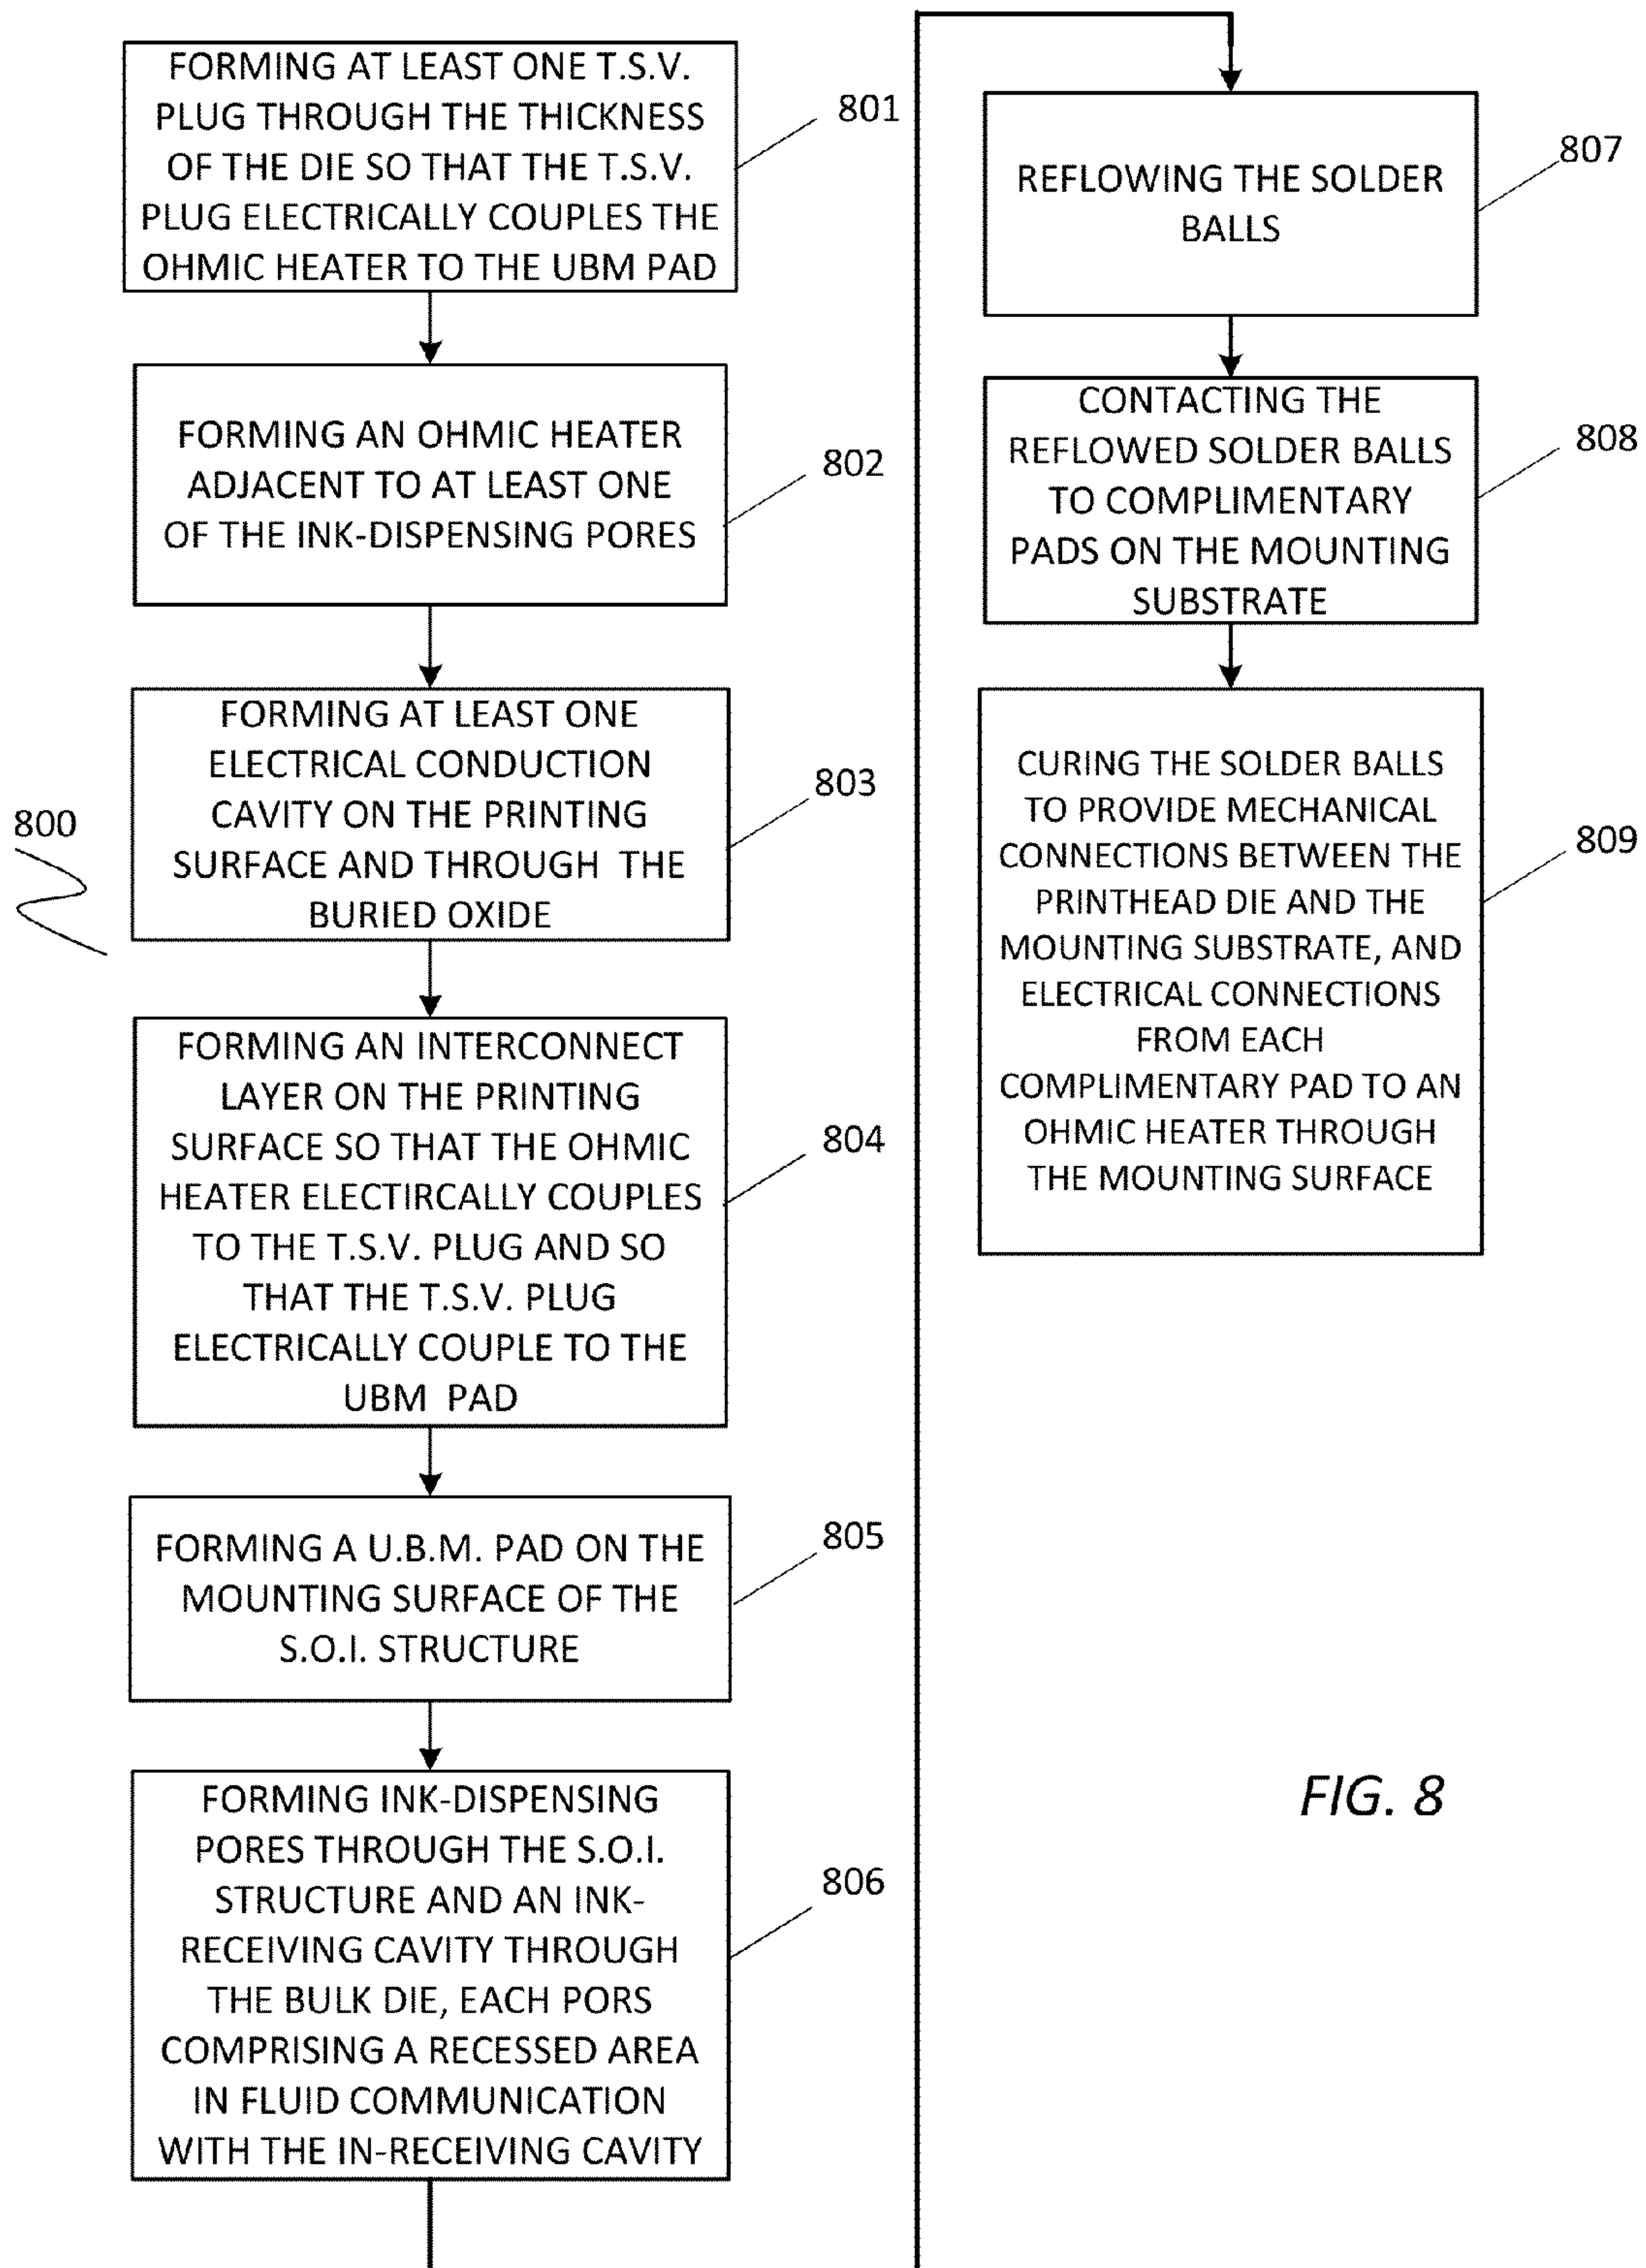 FORMING AT LEAST ONE T.S.V.
PLUG THROUGH THE THICKNESS
OF THE DIE SO THAT THE T.S.V.
PLUG ELECTRICALLY COUPLES THE
OHMIC HEATER TO THE UBM PAD
801
FORMING AN OHMIC HEATER
ADJACENT TO AT LEAST ONE
OF THE INK-DISPENSING PORES
802
FORMING AT LEAST ONE
ELECTRICAL CONDUCTION
CAVITY ON THE PRINTING
SURFACE AND THROUGH THE
BURIED OXIDE
803
800
FORMING AN INTERCONNECT
LAYER ON THE PRINTING
SURFACE SO THAT THE OHMIC
HEATER ELECTIRCALLY COUPLES
TO THE T.S.V. PLUG AND SO
THAT THE T.S.V. PLUG
ELECTRICALLY COUPLE TO THE
UBM PAD
804
FORMING A U.B.M. PAD ON THE
MOUNTING SURFACE OF THE
S.O.I. STRUCTURE
805
FORMING INK-DISPENSING
PORES THROUGH THE S.O.I.
STRUCTURE AND AN INK-
RECEIVING CAVITY THROUGH
THE BULK DIE, EACH PORS
COMPRISING A RECESSED AREA
IN FLUID COMMUNICATION
WITH THE IN-RECEIVING CAVITY
806
REFLOWING THE SOLDER
BALLS
807
CONTACTING THE
REFLOWED SOLDER BALLS
TO COMPLIMENTARY
PADS ON THE MOUNTING
SUBSTRATE
808
CURING THE SOLDER BALLS
TO PROVIDE MECHANICAL
CONNECTIONS BETWEEN THE
PRINTHEAD DIE AND THE
MOUNTING SUBSTRATE, AND
ELECTRICAL CONNECTIONS
FROM EACH
COMPLIMENTARY PAD TO AN
OHMIC HEATER THROUGH
THE MOUNTING SURFACE
809
FIG. 8